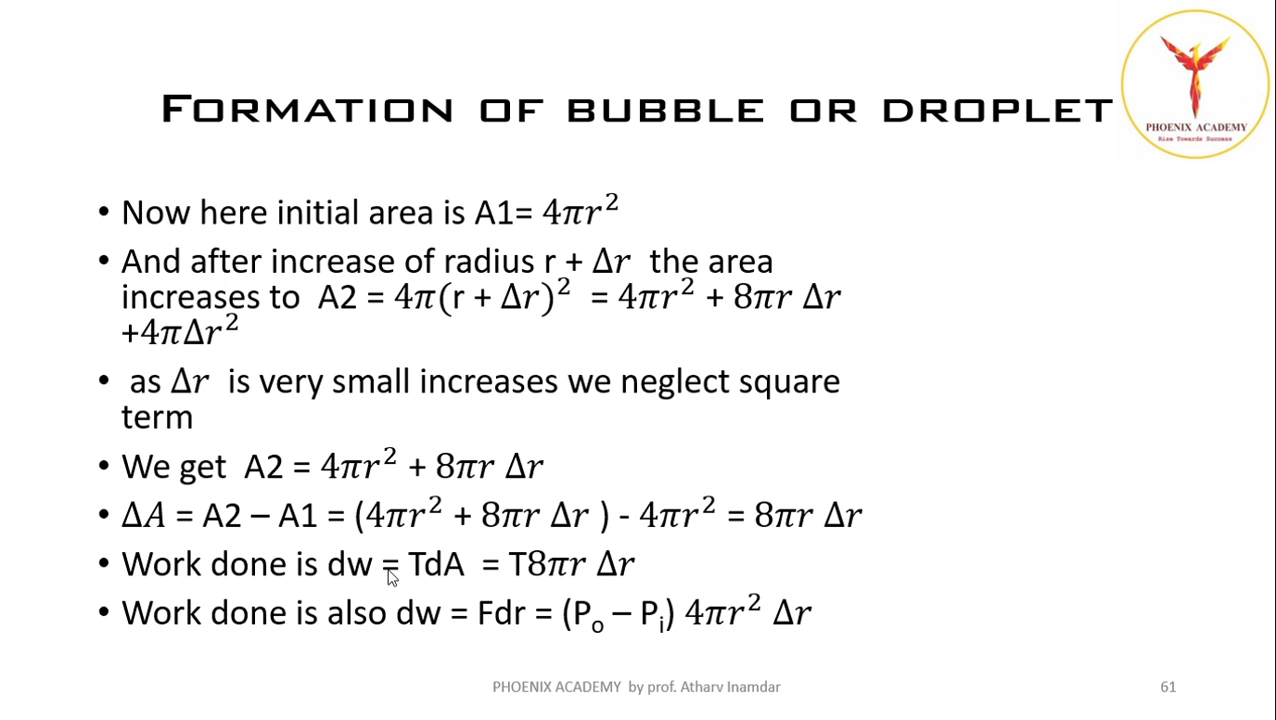 FORMATION OF BUBBLE OR DROPLET
PHOENIX ACADEMY
Rise Towards Success
• Now here initial area is A1= 4𝜋𝑟²
• And after increase of radius r + Δ𝑟 the area
increases to A2 = 4𝜋(r + Δ𝑟)² = 4𝜋𝑟² + 8𝜋𝑟 Δ𝑟
+4𝜋Δ𝑟²
• as Δ𝑟 is very small increases we neglect square
term
• We get A2 = 4𝜋𝑟² + 8𝜋𝑟 Δ𝑟
• Δ𝐴 = A2 – A1 = (4𝜋𝑟² + 8𝜋𝑟 Δ𝑟 ) - 4𝜋𝑟² = 8𝜋𝑟 Δ𝑟
• Work done is dw = TdA = T8𝜋𝑟 Δ𝑟
• Work done is also dw = Fdr = (Pₒ – Pᵢ) 4𝜋𝑟² Δ𝑟
PHOENIX ACADEMY by prof. Atharv Inamdar
61